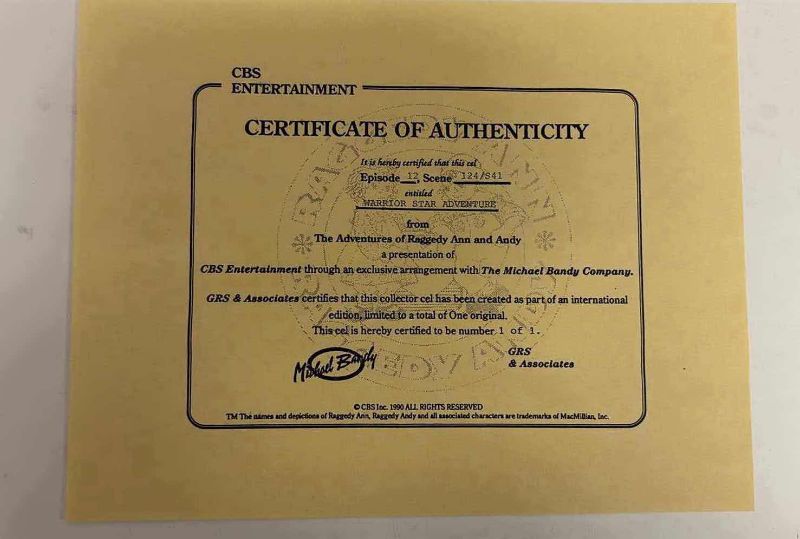 CBS
ENTERTAINMENT
CERTIFICATE OF AUTHENTICITY
It is hereby certified that this cel
Episode 12, Scene 124/S41
entitled
WARRIOR STAR ADVENTURE
from
The Adventures of Raggedy Ann and Andy
a presentation of
CBS Entertainment through an exclusive arrangement with The Michael Bandy Company.
GRS & Associates certifies that this collector cel has been created as part of an international
edition, limited to a total of One original.
This cel is hereby certified to be number 1 of 1.
Michael Bandy
GRS
& Associates
© CBS Inc. 1990 ALL RIGHTS RESERVED
TM The names and depictions of Raggedy Ann, Raggedy Andy and all associated characters are trademarks of MacMillian, Inc.